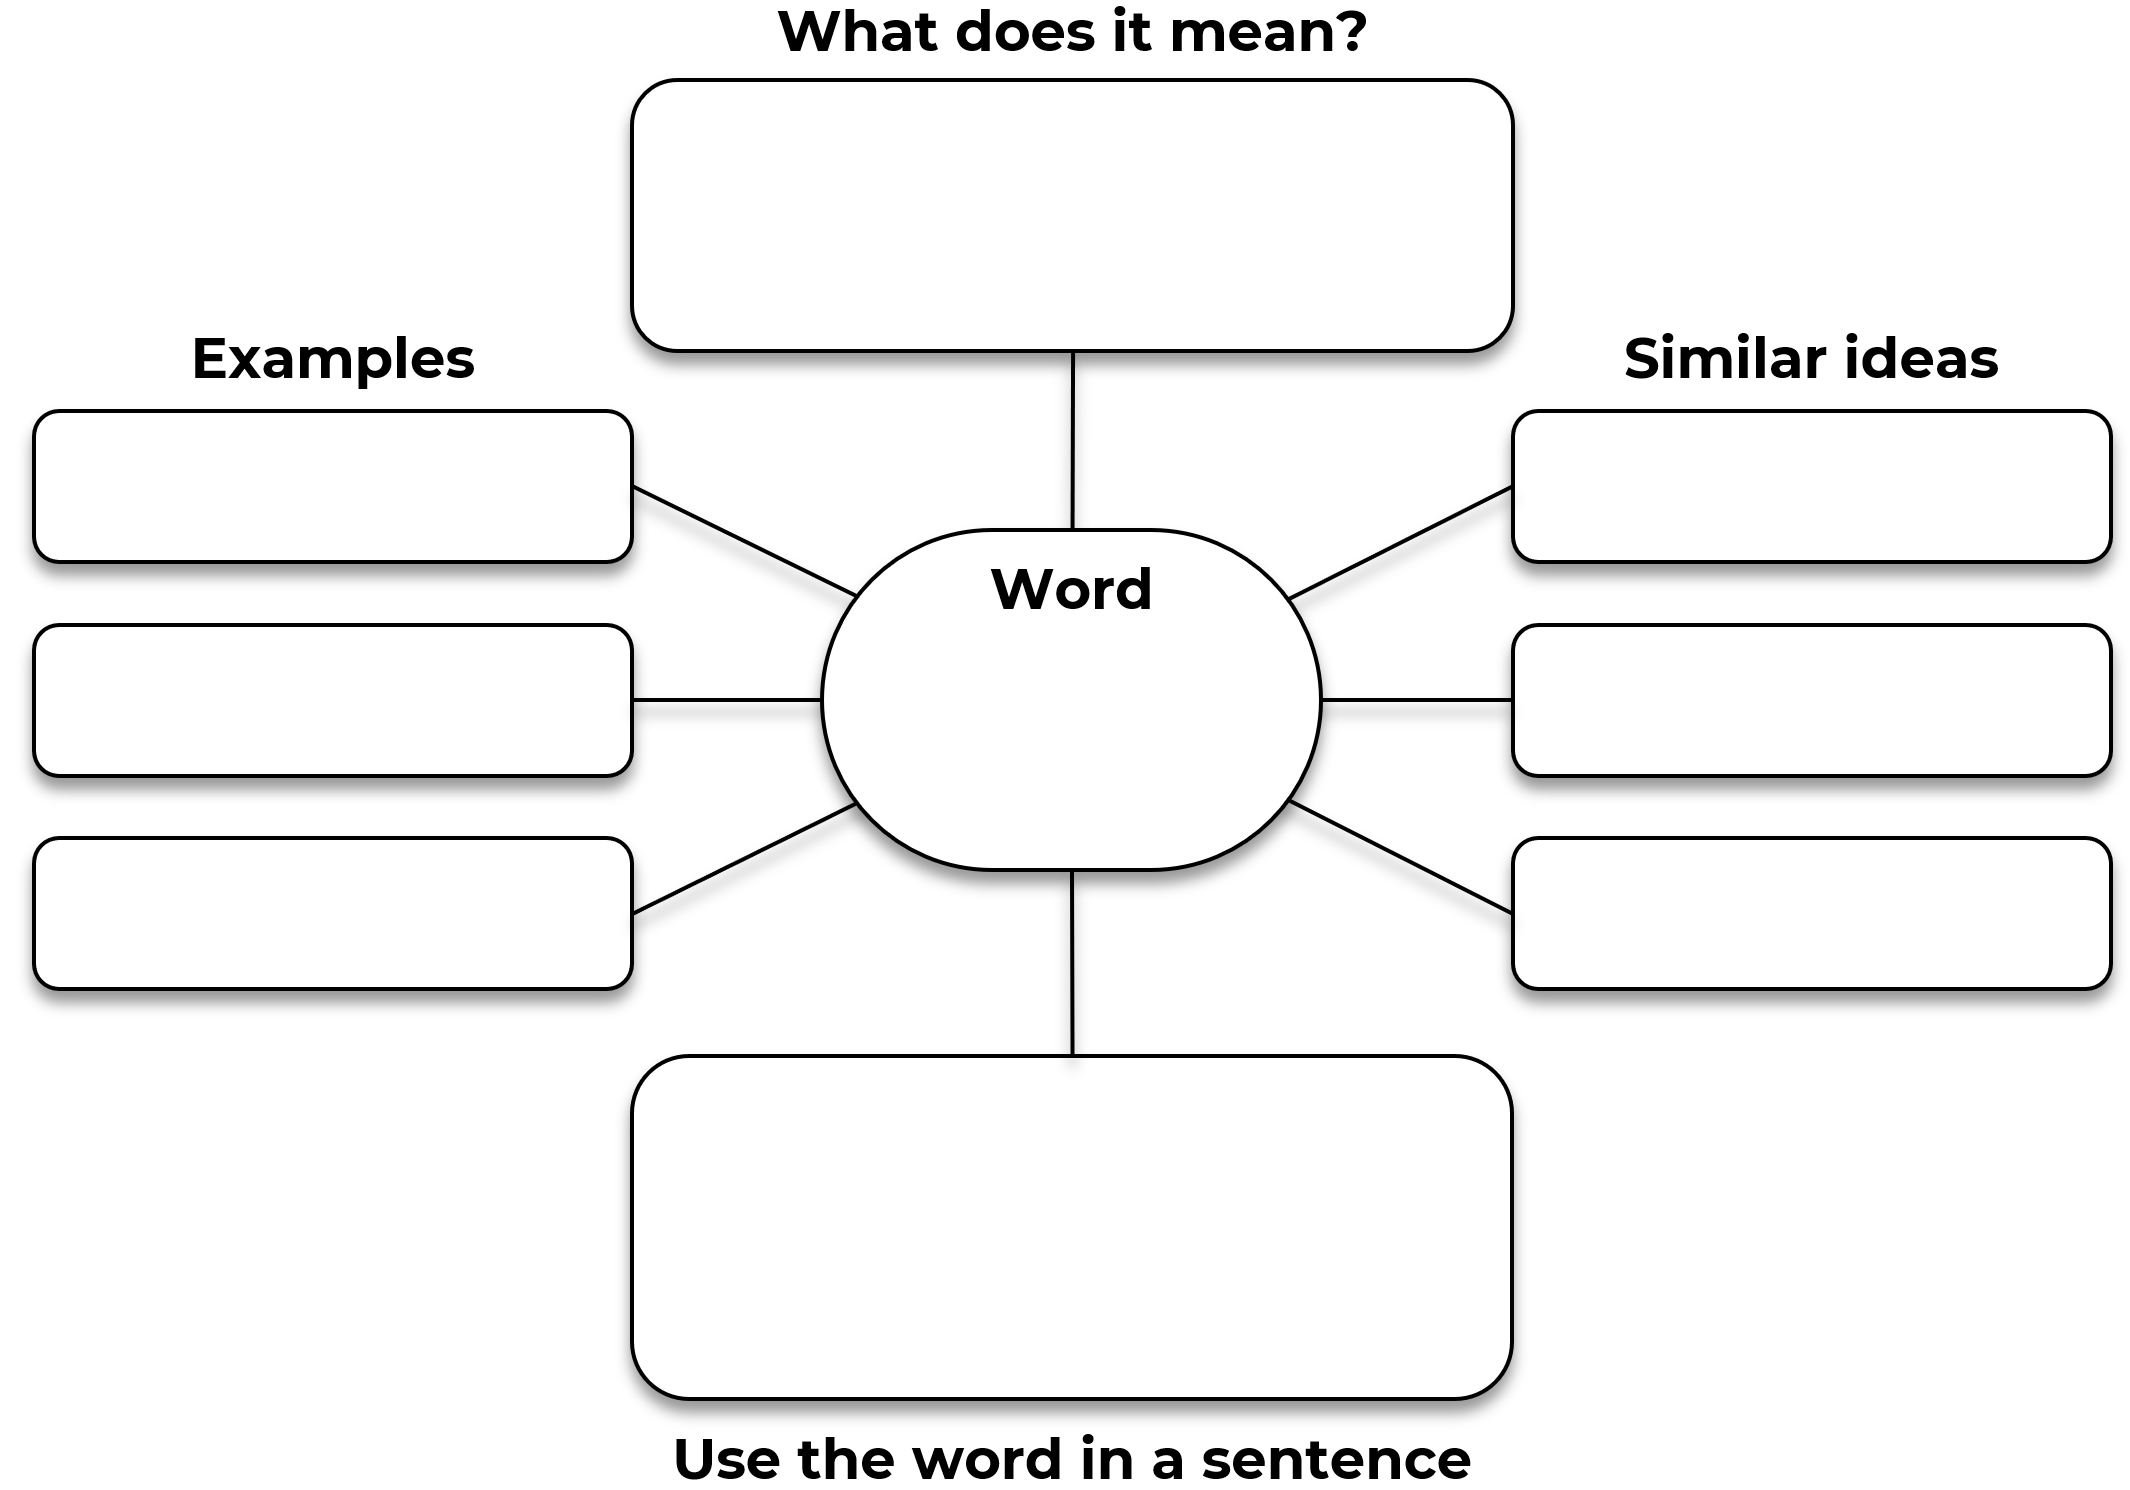 What does it mean?
Examples
Similar ideas
Word
Use the word in a sentence